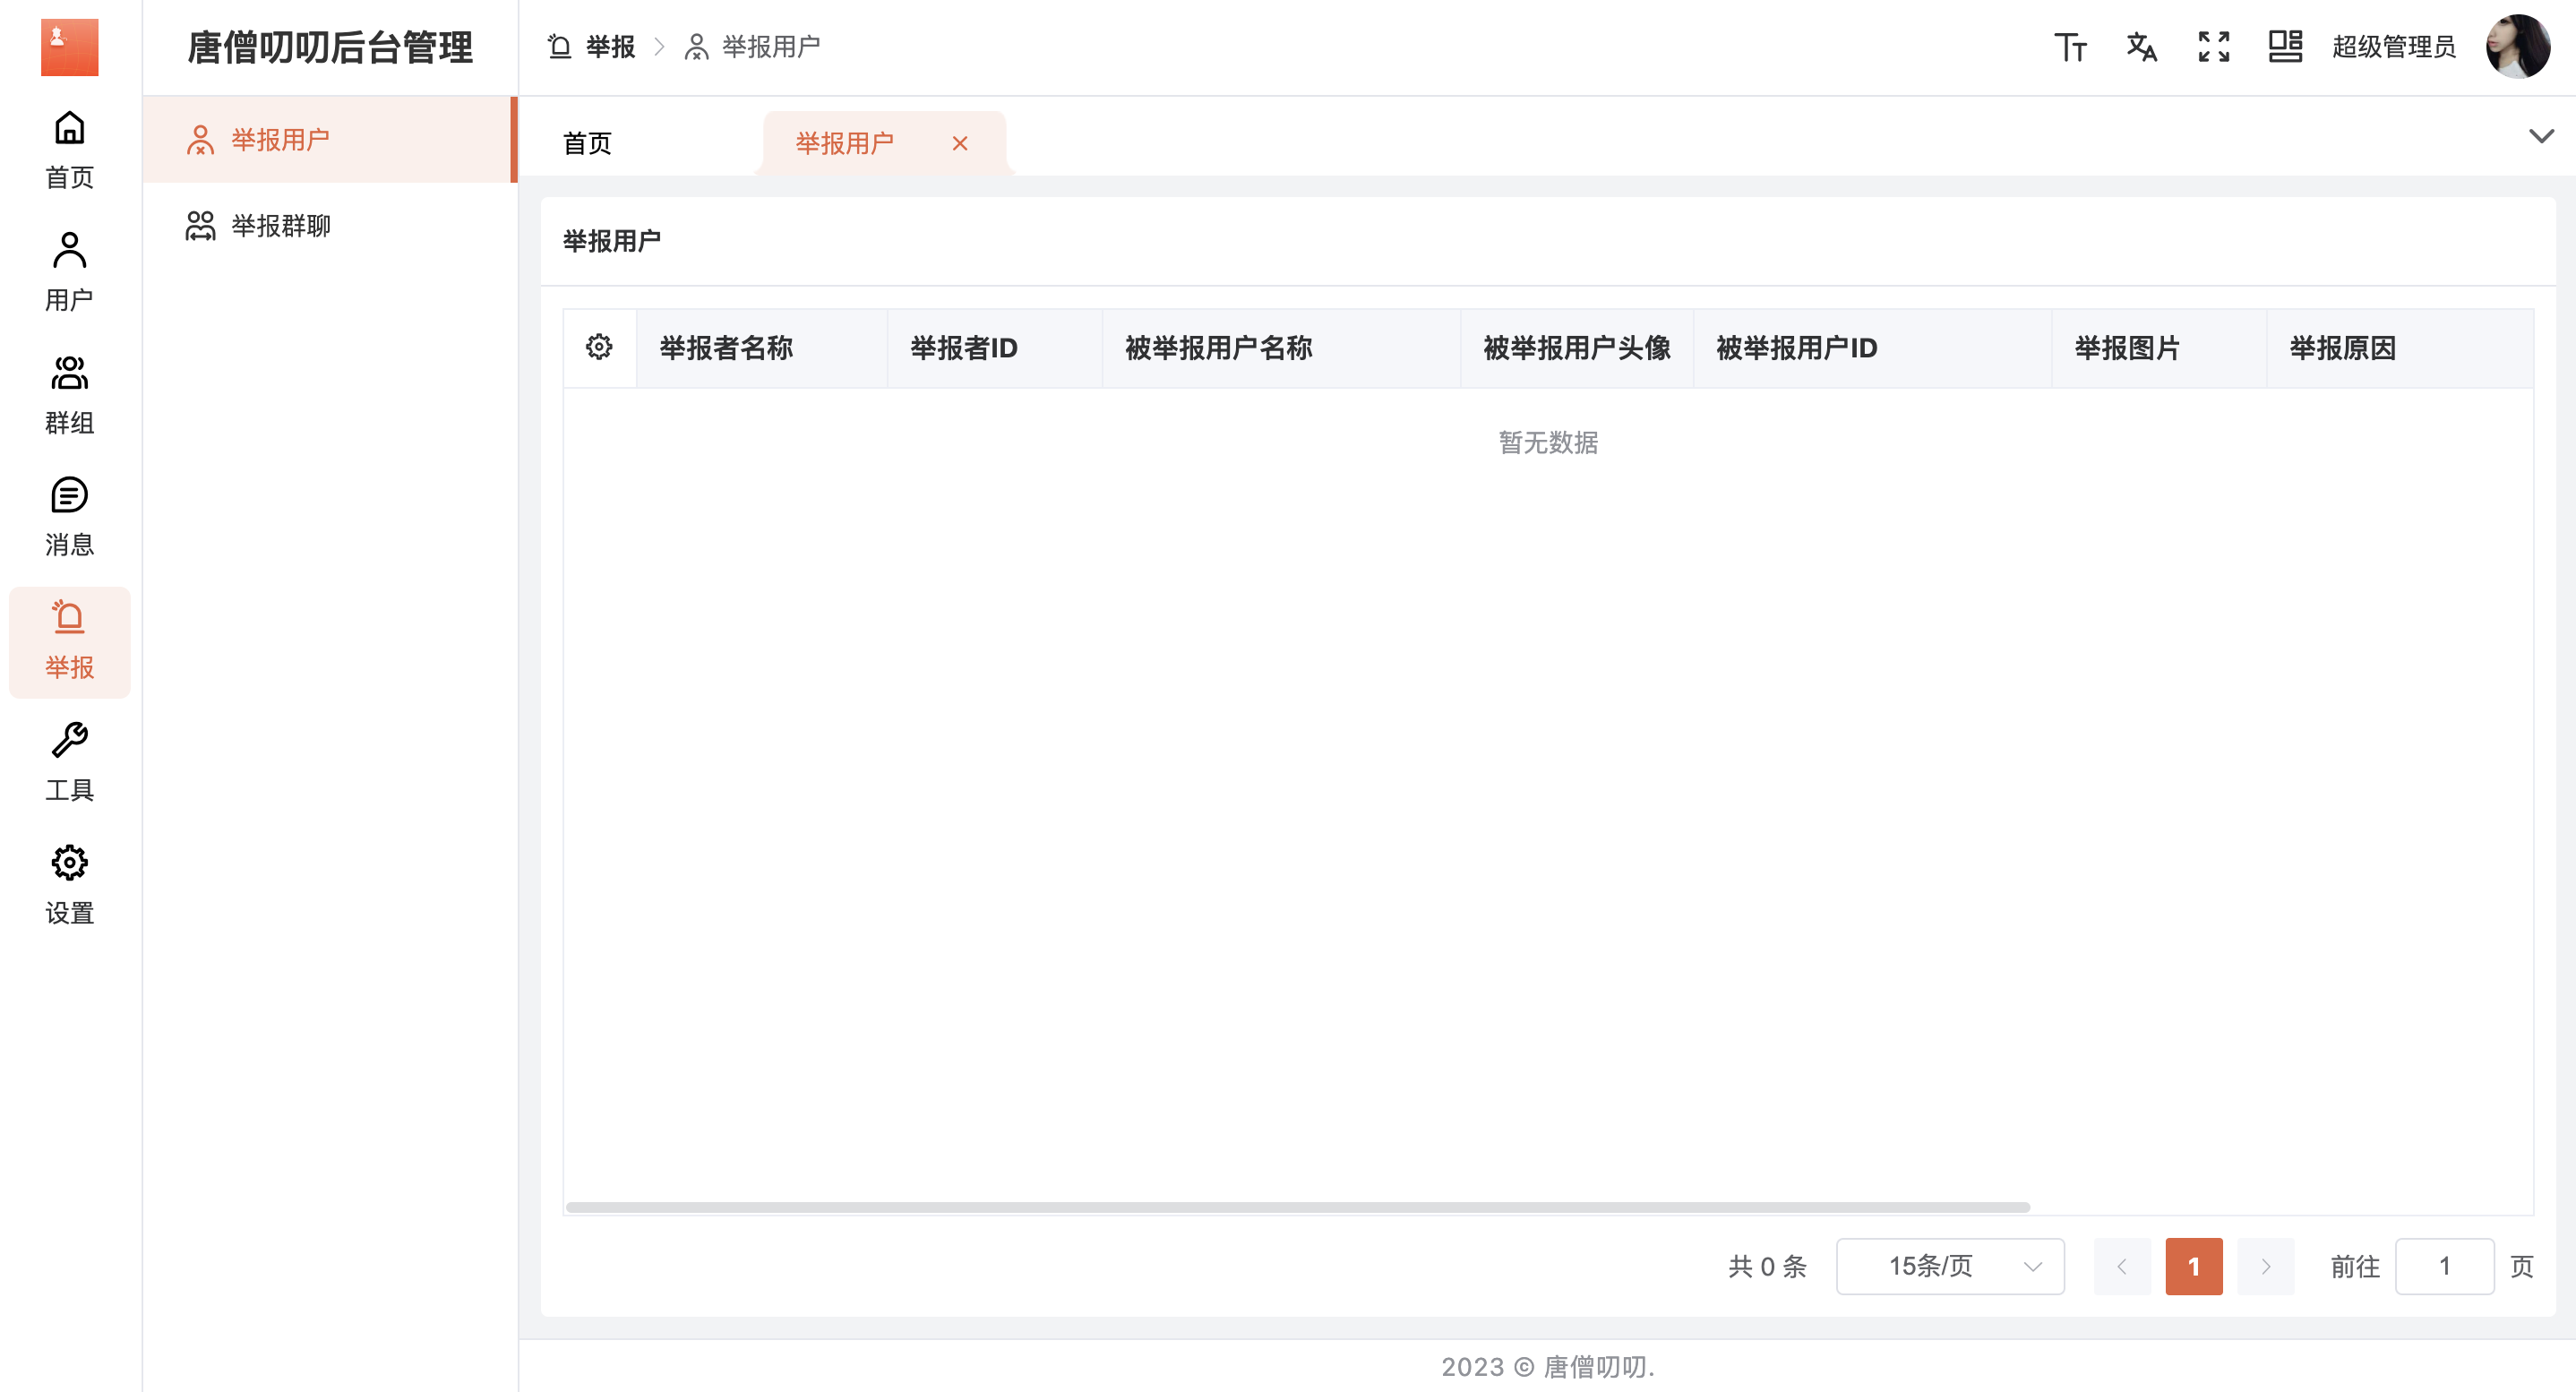 唐僧叨叨后台管理
举报 举报用户
超级管理员
首页
用户
群组
消息
举报
工具
设置
举报用户
举报群聊
首页 举报用户
举报用户
举报者名称 举报者ID 被举报用户名称 被举报用户头像 被举报用户ID 举报图片 举报原因
暂无数据
共 0 条 15条/页 1 前往 1 页
2023 © 唐僧叨叨.